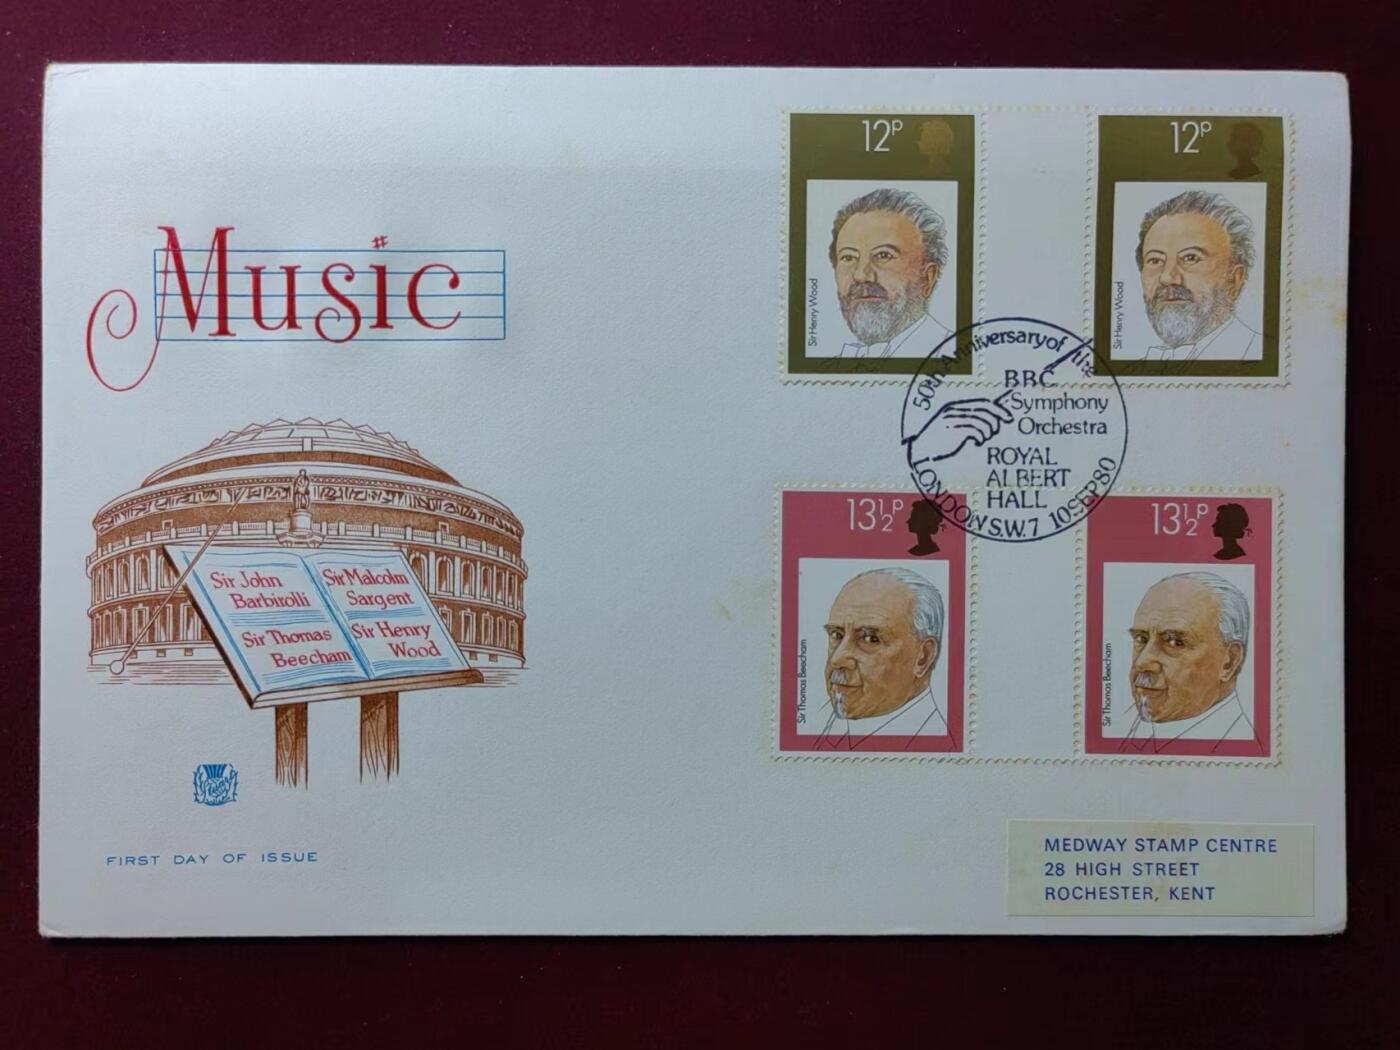 Music
12p
12p
Sir Henry Wood
Sir Henry Wood
50th Anniversary of the
BBC
Symphony
Orchestra
ROYAL
ALBERT
HALL
LONDON S.W.7 10 SEP 80
13½p
13½p
Sir Thomas Beecham
Sir Thomas Beecham
Sir John
Barbirolli
Sir Thomas
Beecham
Sir Malcolm
Sargent
Sir Henry
Wood
FIRST DAY OF ISSUE
MEDWAY STAMP CENTRE
28 HIGH STREET
ROCHESTER, KENT